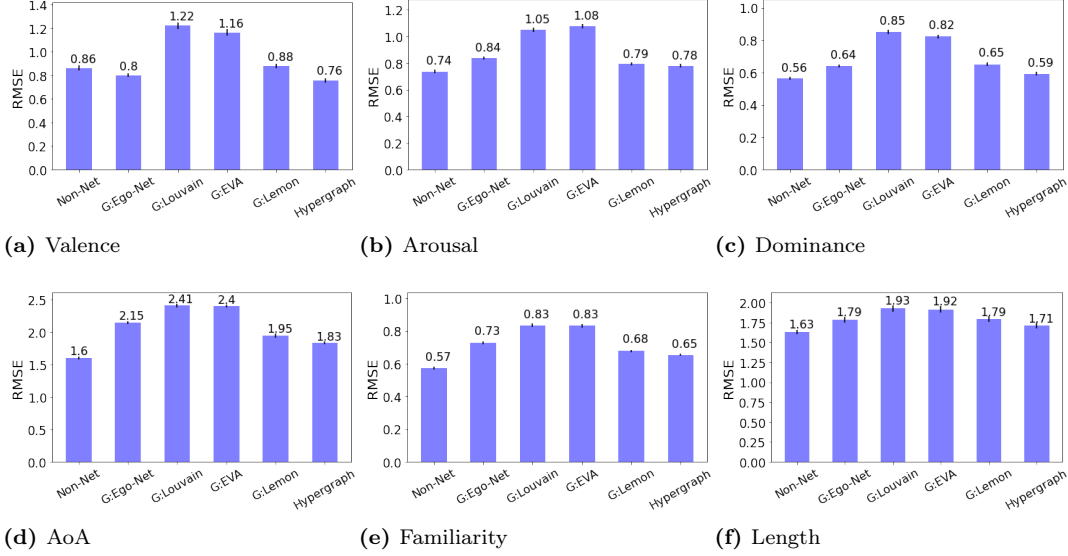 RMSE
1.4
1.2
1.0
0.8
0.6
0.4
0.2
0.0
0.86
0.8
1.22
1.16
0.88
0.76
Non-Net
G:Ego-Net
G:Louvain
G:EVA
G:Lemon
Hypergraph
(a) Valence
RMSE
1.2
1.0
0.8
0.6
0.4
0.2
0.0
0.74
0.84
1.05
1.08
0.79
0.78
Non-Net
G:Ego-Net
G:Louvain
G:EVA
G:Lemon
Hypergraph
(b) Arousal
RMSE
1.0
0.8
0.6
0.4
0.2
0.0
0.56
0.64
0.85
0.82
0.65
0.59
Non-Net
G:Ego-Net
G:Louvain
G:EVA
G:Lemon
Hypergraph
(c) Dominance
RMSE
2.5
2.0
1.5
1.0
0.5
0.0
1.6
2.15
2.41
2.4
1.95
1.83
Non-Net
G:Ego-Net
G:Louvain
G:EVA
G:Lemon
Hypergraph
(d) AoA
RMSE
1.0
0.8
0.6
0.4
0.2
0.0
0.57
0.73
0.83
0.83
0.68
0.65
Non-Net
G:Ego-Net
G:Louvain
G:EVA
G:Lemon
Hypergraph
(e) Familiarity
RMSE
2.00
1.75
1.50
1.25
1.00
0.75
0.50
0.25
0.00
1.63
1.79
1.93
1.92
1.79
1.71
Non-Net
G:Ego-Net
G:Louvain
G:EVA
G:Lemon
Hypergraph
(f) Length